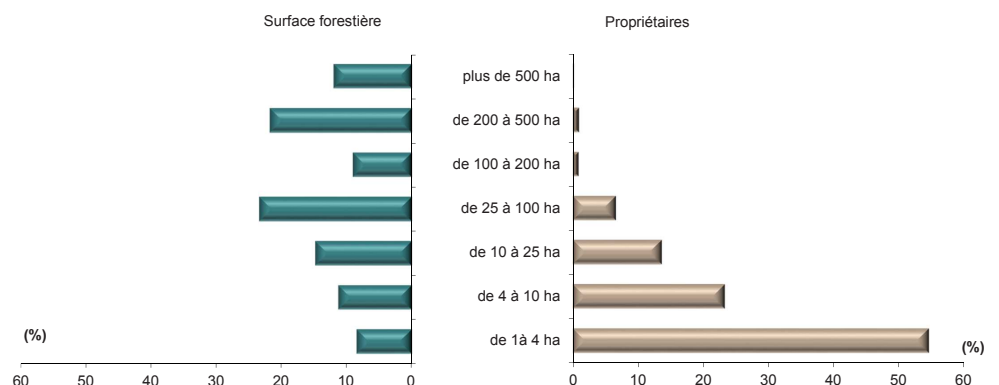 Surface forestière
Propriétaires
plus de 500 ha
de 200 à 500 ha
de 100 à 200 ha
de 25 à 100 ha
de 10 à 25 ha
de 4 à 10 ha
de 1à 4 ha
(%)
(%)
60 50 40 30 20 10 0
0 10 20 30 40 50 60